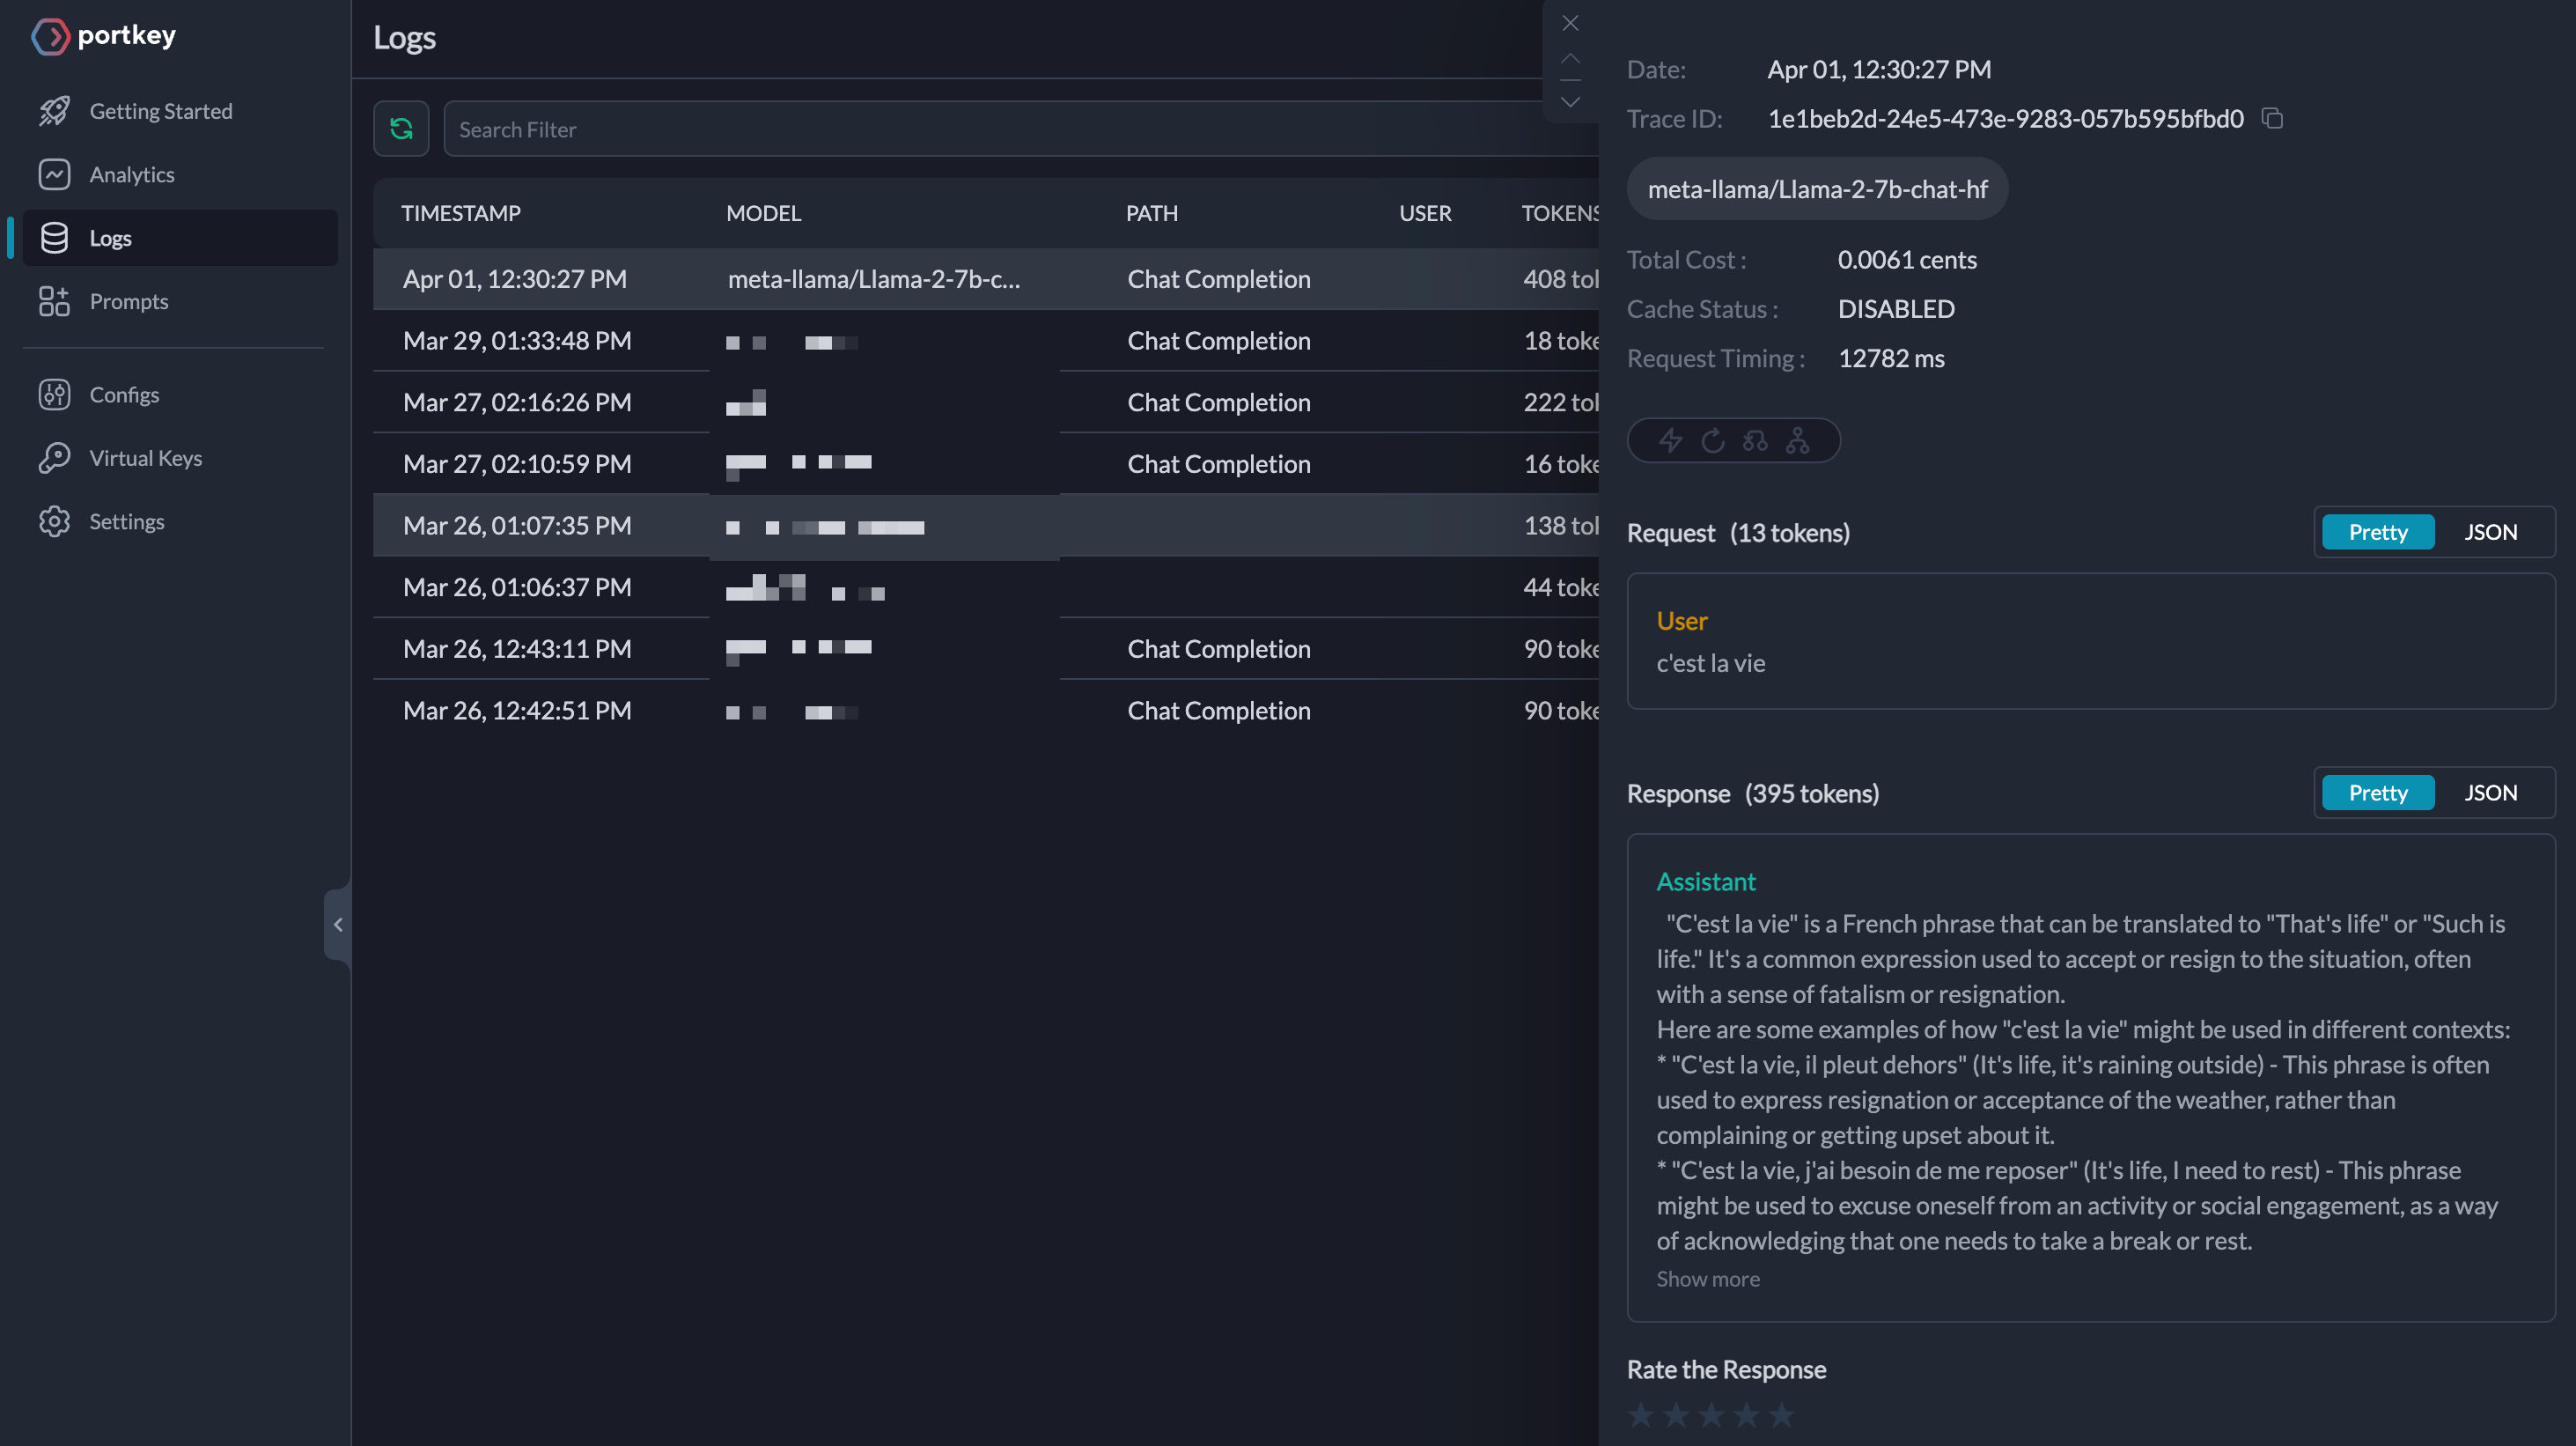 portkey
Getting Started
Analytics
Logs
Prompts
Configs
Virtual Keys
Settings
Logs
Search Filter
TIMESTAMP MODEL PATH USER TOKENS
Apr 01, 12:30:27 PM meta-llama/Llama-2-7b-c... Chat Completion 408 tol
Mar 29, 01:33:48 PM Chat Completion 18 toke
Mar 27, 02:16:26 PM Chat Completion 222 tol
Mar 27, 02:10:59 PM Chat Completion 16 toke
Mar 26, 01:07:35 PM 138 tol
Mar 26, 01:06:37 PM 44 toke
Mar 26, 12:43:11 PM Chat Completion 90 toke
Mar 26, 12:42:51 PM Chat Completion 90 toke
Date: Apr 01, 12:30:27 PM
Trace ID: 1e1beb2d-24e5-473e-9283-057b595bfbd0
meta-llama/Llama-2-7b-chat-hf
Total Cost : 0.0061 cents
Cache Status : DISABLED
Request Timing : 12782 ms
Request (13 tokens) Pretty JSON
User
c'est la vie
Response (395 tokens) Pretty JSON
Assistant
"C'est la vie" is a French phrase that can be translated to "That's life" or "Such is
life." It's a common expression used to accept or resign to the situation, often
with a sense of fatalism or resignation.
Here are some examples of how "c'est la vie" might be used in different contexts:
* "C'est la vie, il pleut dehors" (It's life, it's raining outside) - This phrase is often
used to express resignation or acceptance of the weather, rather than
complaining or getting upset about it.
* "C'est la vie, j'ai besoin de me reposer" (It's life, I need to rest) - This phrase
might be used to excuse oneself from an activity or social engagement, as a way
of acknowledging that one needs to take a break or rest.
Show more
Rate the Response